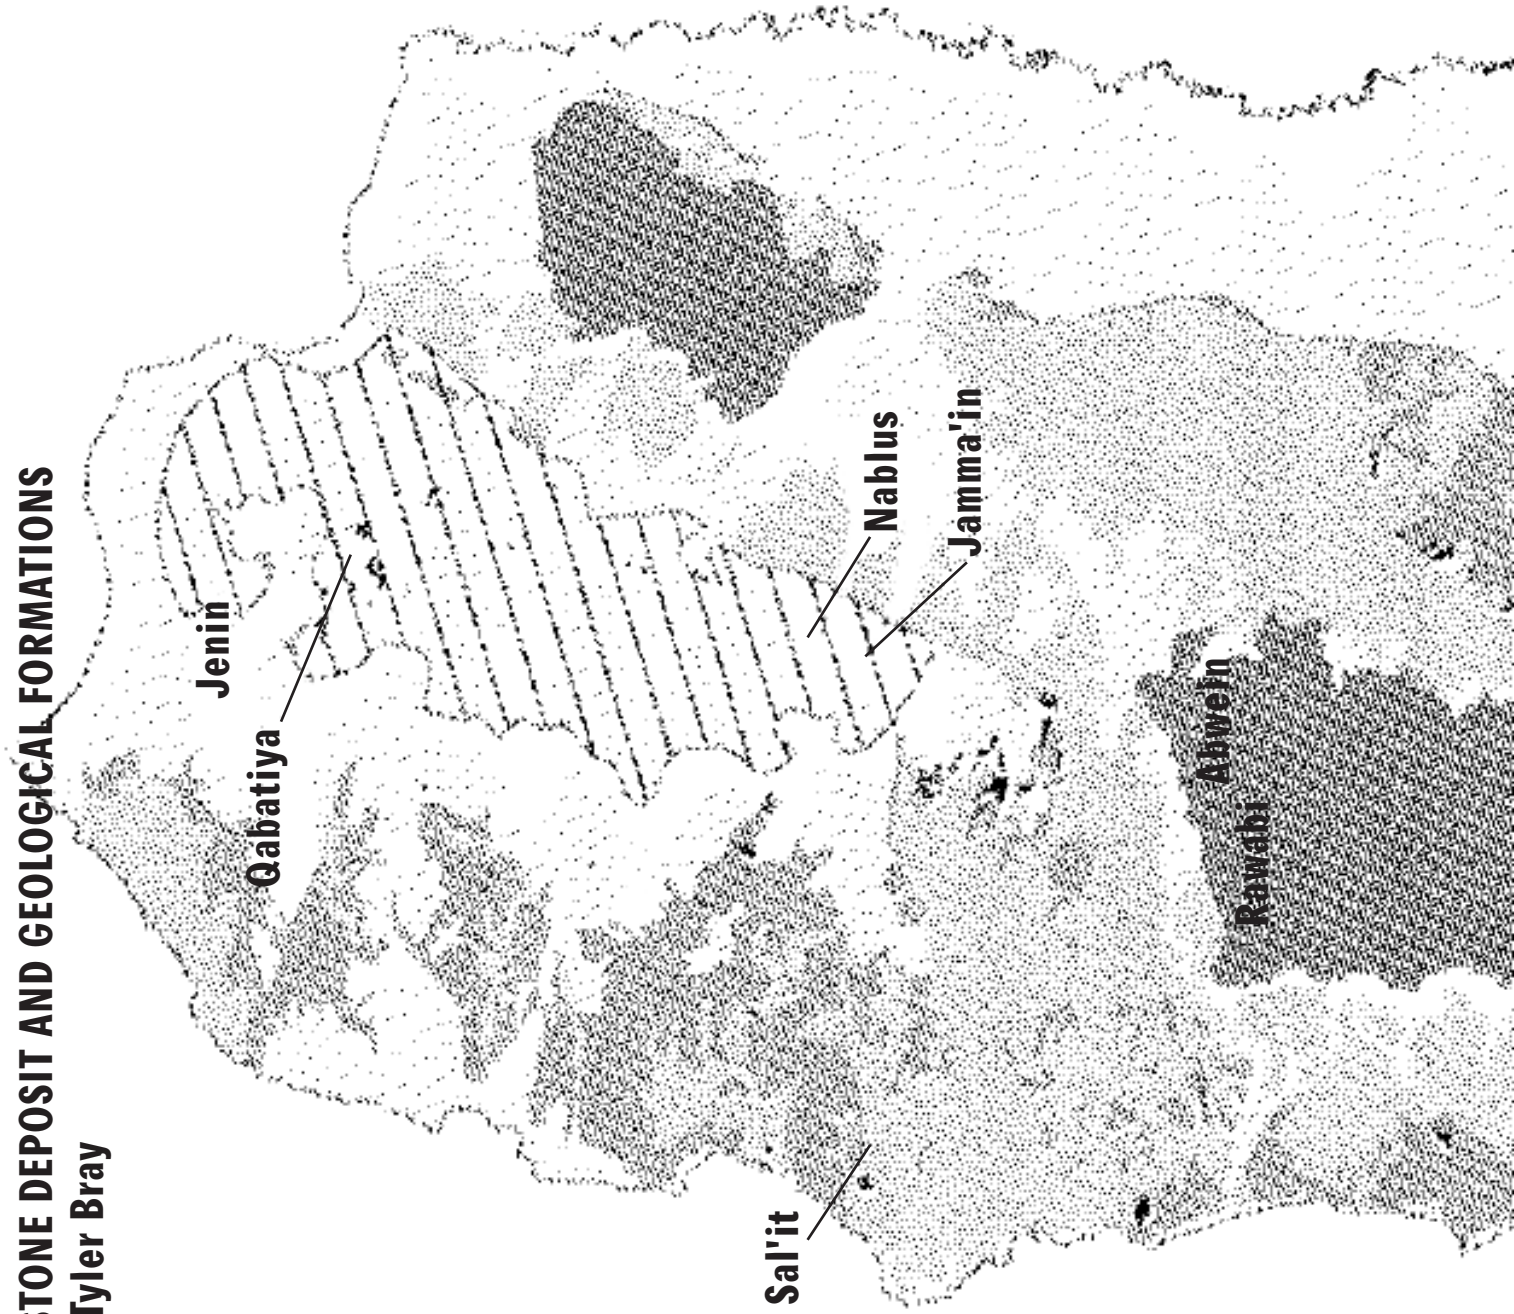 STONE DEPOSIT AND GEOLOGICAL FORMATIONS
Tyler Bray
Jenin
Qabatiya
Nablus
Jamma'in
Abwein
Rawabi
Sal'it